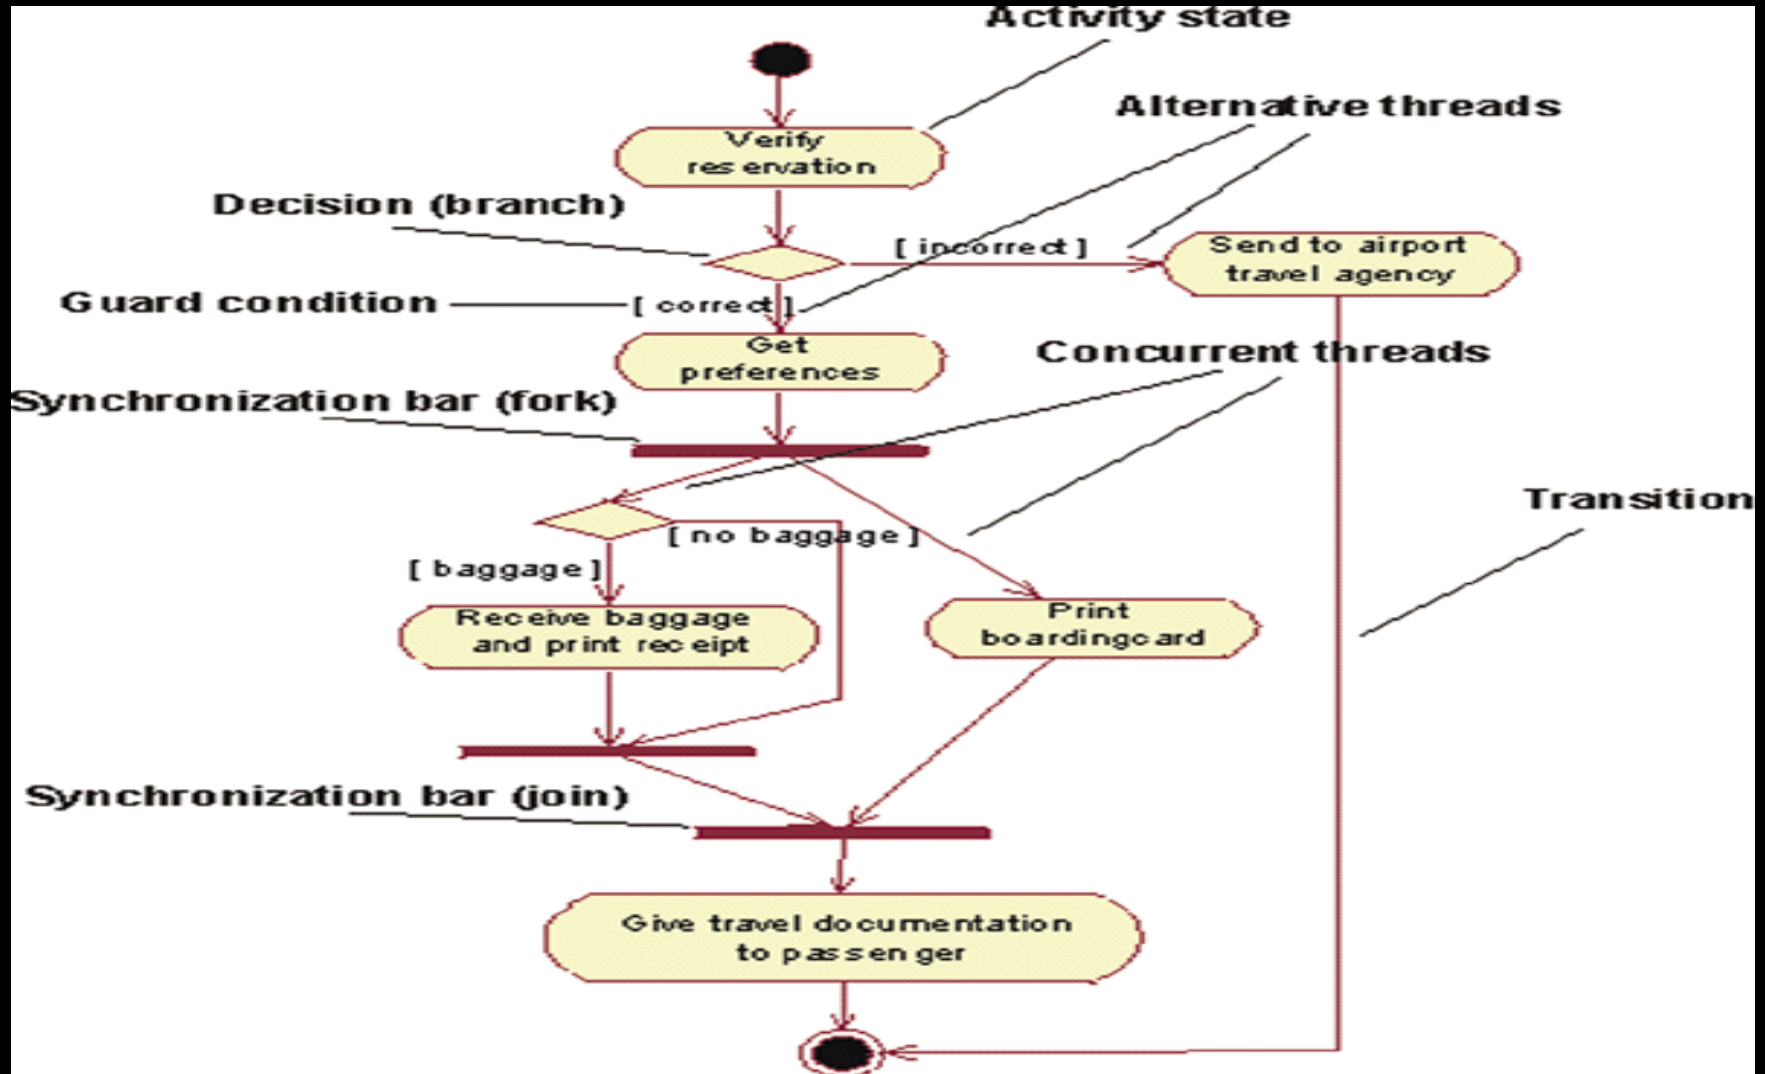 Activity state
Alternative threads
Verify
reservation
Decision (branch)
[ incorrect ]
Send to airport
travel agency
Guard condition
[ correct ]
Get
preferences
Concurrent threads
Synchronization bar (fork)
Transition
[ no baggage ]
[ baggage ]
Receive baggage
and print receipt
Print
boardingcard
Synchronization bar (join)
Give travel documentation
to passenger